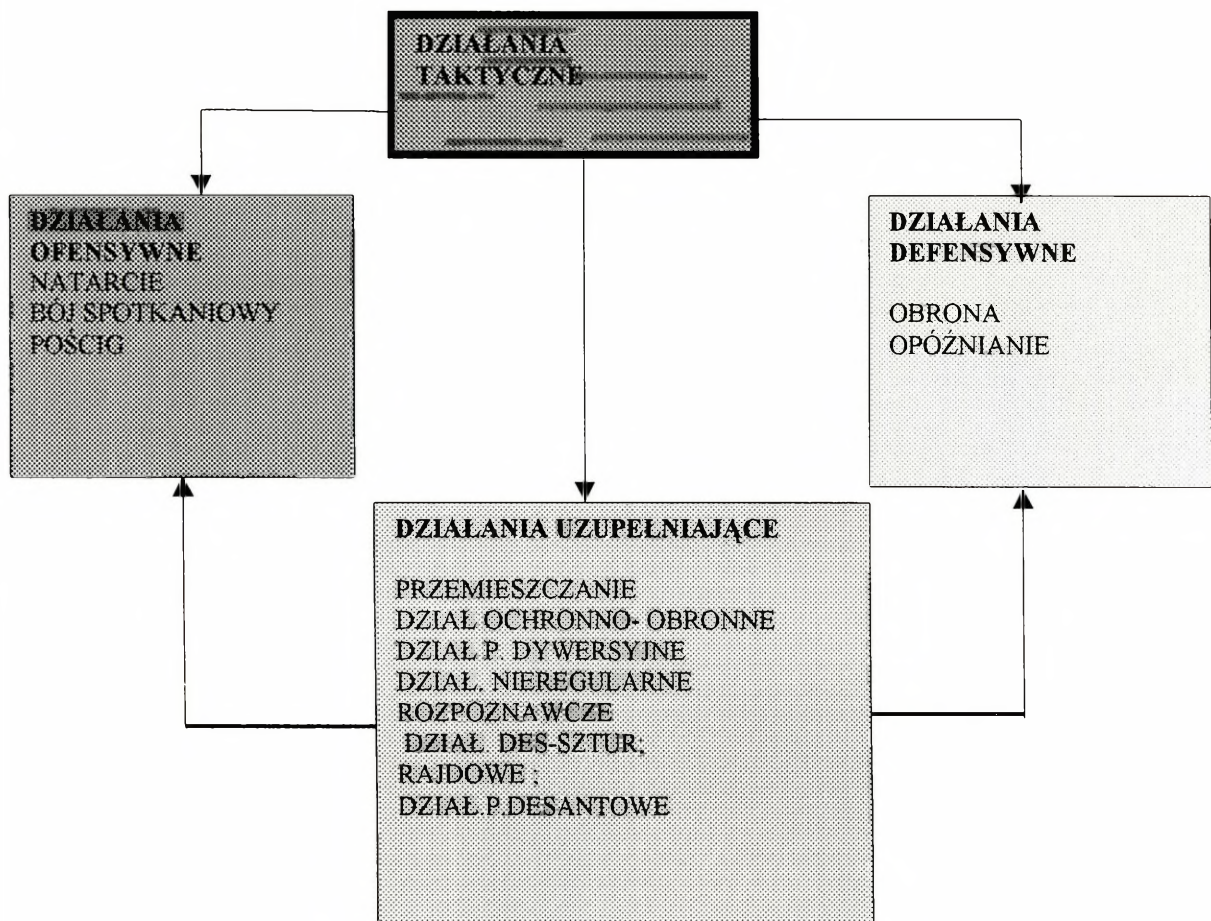 DZIAŁANIA
TAKTYCZNE
DZIAŁANIA
OFENSYWNE
NATARCIE
BÓJ SPOTKANIOWY
POŚCIG
DZIAŁANIA
DEFENSYWNE
OBRONA
OPÓŹNIANIE
DZIAŁANIA UZUPEŁNIAJĄCE
PRZEMIESZCZANIE
DZIAŁ OCHRONNO- OBRONNE
DZIAŁ P. DYWERSYJNE
DZIAŁ. NIEREGULARNE
ROZPOZNAWCZE
DZIAŁ DES-SZTUR;
RAJDOWE ;
DZIAŁ.P.DESANTOWE